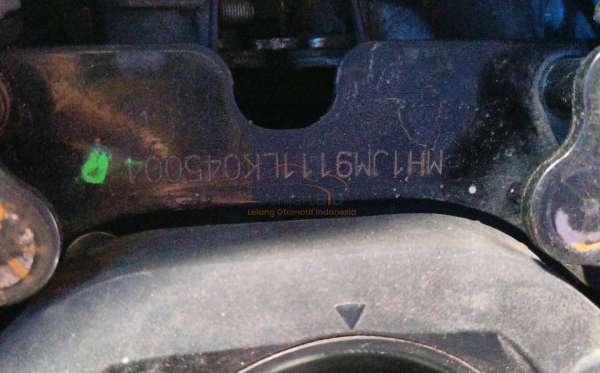 MH1JM9111LK045004
Lelang Otomotif Indonesia